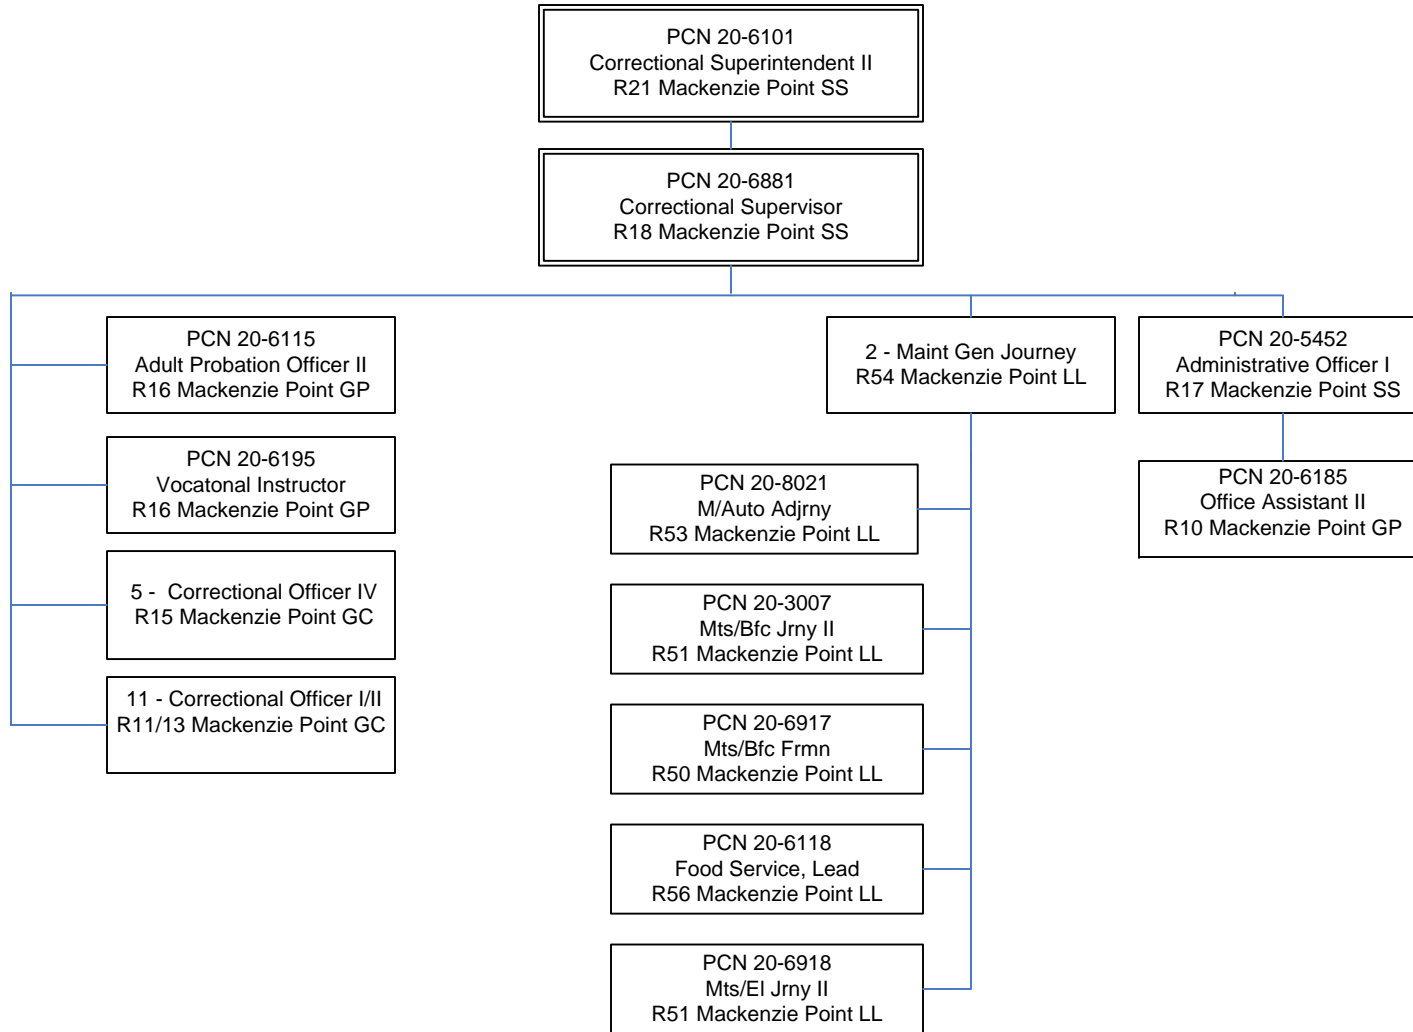 PCN 20-6101
Correctional Superintendent II
R21 Mackenzie Point SS
PCN 20-6881
Correctional Supervisor
R18 Mackenzie Point SS
PCN 20-6115
Adult Probation Officer II
R16 Mackenzie Point GP
PCN 20-6195
Vocatonal Instructor
R16 Mackenzie Point GP
5 -  Correctional Officer IV
R15 Mackenzie Point GC
11 - Correctional Officer I/II
R11/13 Mackenzie Point GC
2 - Maint Gen Journey
R54 Mackenzie Point LL
PCN 20-8021
M/Auto Adjrny
R53 Mackenzie Point LL
PCN 20-3007
Mts/Bfc Jrny II
R51 Mackenzie Point LL
PCN 20-6917
Mts/Bfc Frmn
R50 Mackenzie Point LL
PCN 20-6118
Food Service, Lead
R56 Mackenzie Point LL
PCN 20-6918
Mts/El Jrny II
R51 Mackenzie Point LL
PCN 20-5452
Administrative Officer I
R17 Mackenzie Point SS
PCN 20-6185
Office Assistant II
R10 Mackenzie Point GP